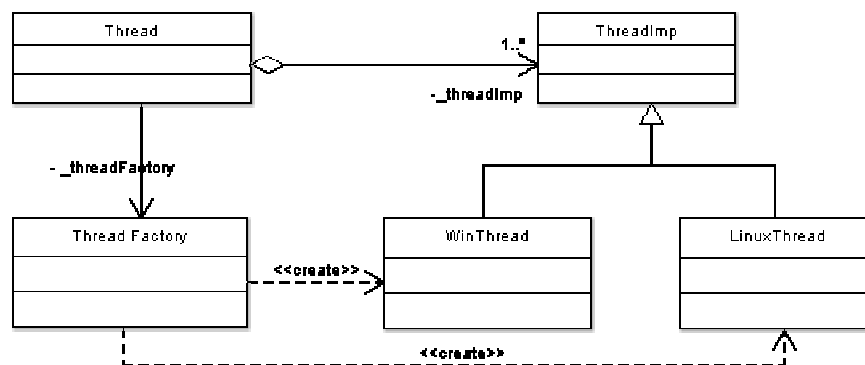 Thread
ThreadImp
1..*
-_threadImp
- _threadFactory
Thread Factory
WinThread
LinuxThread
<<create>>
<<create>>